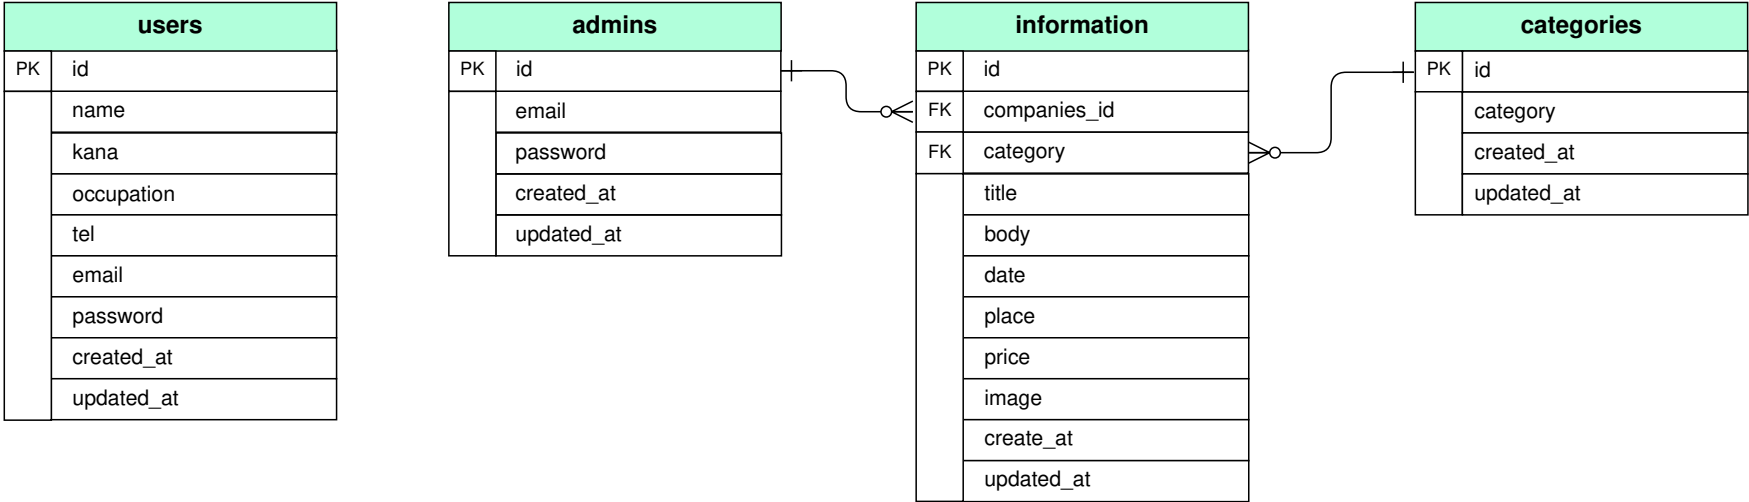 users
PK id
name
kana
occupation
tel
email
password
created_at
updated_at
admins
PK id
email
password
created_at
updated_at
information
PK id
FK companies_id
FK category
title
body
date
place
price
image
create_at
updated_at
categories
PK id
category
created_at
updated_at